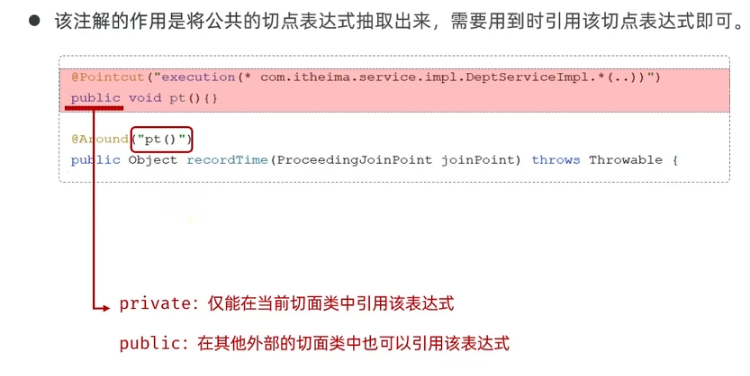 ● 该注解的作用是将公共的切点表达式抽取出来，需要用到时引用该切点表达式即可。
@Pointcut("execution(* com.itheima.service.impl.DeptServiceImpl.*(..))")
public void pt(){}
@Around("pt()")
public Object recordTime(ProceedingJoinPoint joinPoint) throws Throwable {
private：仅能在当前切面类中引用该表达式
public：在其他外部的切面类中也可以引用该表达式